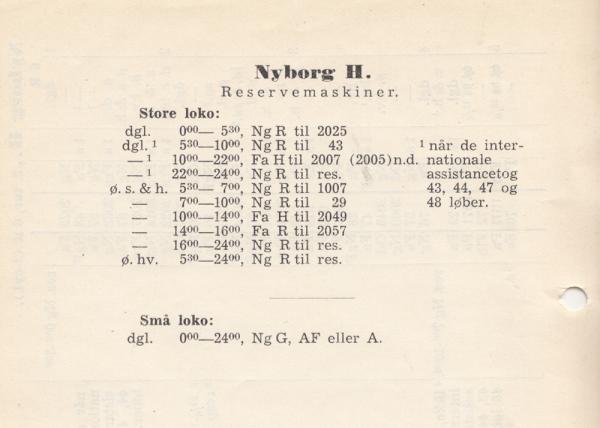 Nyborg H.
Reservemaskiner.
Store loko:
dgl. 0⁰⁰— 5³⁰, Ng R til 2025
dgl.¹ 5³⁰—10⁰⁰, Ng R til 43
—¹ 10⁰⁰—22⁰⁰, Fa H til 2007 (2005) n.d.
—¹ 22⁰⁰—24⁰⁰, Ng R til res.
ø. s. & h. 5³⁰— 7⁰⁰, Ng R til 1007
— 7⁰⁰—10⁰⁰, Ng R til 29
— 10⁰⁰—14⁰⁰, Fa H til 2049
— 14⁰⁰—16⁰⁰, Fa R til 2057
— 16⁰⁰—24⁰⁰, Ng R til res.
ø. hv. 5³⁰—24⁰⁰, Ng R til res.
¹ når de inter-
nationale
assistancetog
43, 44, 47 og
48 løber.
Små loko:
dgl. 0⁰⁰—24⁰⁰, Ng G, AF eller A.